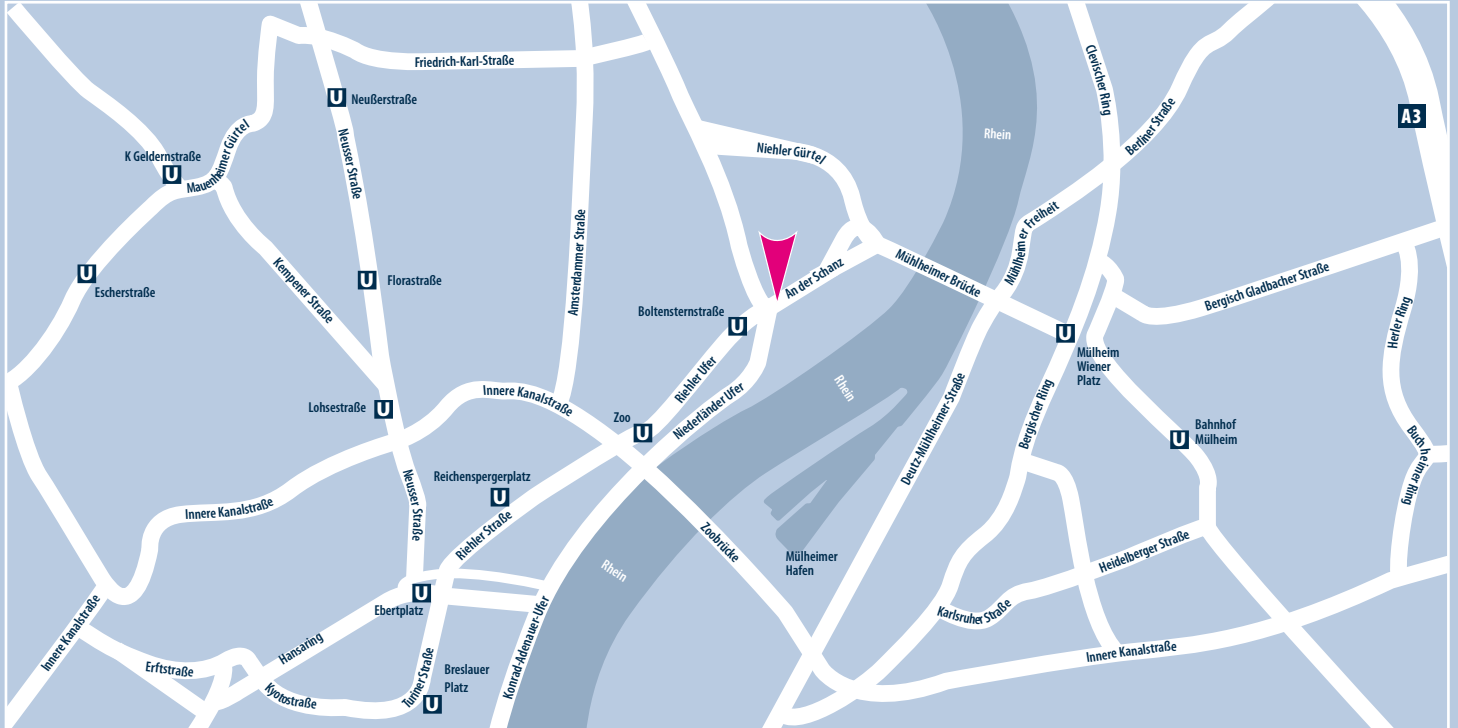 Friedrich-Karl-Straße
Clevischer Ring
U Neußerstraße
A3
Berliner Straße
Rhein
Neusser Straße
Mauenheimer Gürtel
Niehler Gürtel
K Geldernstraße
U
Mühlheimer Freiheit
Amsterdammer Straße
An der Schanz
Mühlheimer Brücke
Bergisch Gladbacher Straße
U
Escherstraße
Kempener Straße
U Florastraße
Herler Ring
Boltensternstraße
U
U
Mülheim
Wiener
Platz
Rhein
Riehler Ufer
Niederländer Ufer
Innere Kanalstraße
Lohsestraße U
Zoo
U
Deutz-Mühlheimer-Straße
Bergischer Ring
Bahnhof
U Mülheim
Buchheimer Ring
Reichenspergerplatz
U
Innere Kanalstraße
Neusser Straße
Riehler Straße
Zoobrücke
Mülheimer
Hafen
Heidelberger Straße
Rhein
U
Ebertplatz
Karlsruher Straße
Innere Kanalstraße
Hansaring
Konrad-Adenauer-Ufer
Innere Kanalstraße
Erftstraße
Kyotostraße
Turiner Straße
Breslauer
Platz
U